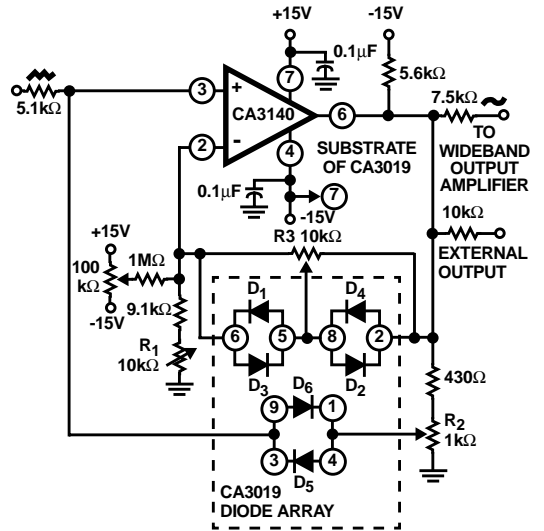 +15V
-15V
0.1μF
5.6kΩ
7
5.1kΩ
3
+
CA3140
6
7.5kΩ
2
-
4
SUBSTRATE
OF CA3019
TO
WIDEBAND
OUTPUT
AMPLIFIER
0.1μF
7
-15V
+15V
R3 10kΩ
10kΩ
EXTERNAL
OUTPUT
100
kΩ
1MΩ
-15V
9.1kΩ
D1
D4
6
5
8
2
R1
10kΩ
D3
D2
D6
430Ω
9
1
R2
1kΩ
3
4
D5
CA3019
DIODE ARRAY